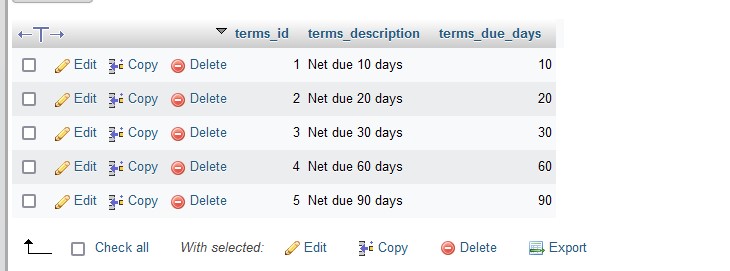 ←T→ terms_id terms_description terms_due_days
Edit Copy Delete 1 Net due 10 days 10
Edit Copy Delete 2 Net due 20 days 20
Edit Copy Delete 3 Net due 30 days 30
Edit Copy Delete 4 Net due 60 days 60
Edit Copy Delete 5 Net due 90 days 90
Check all With selected: Edit Copy Delete Export